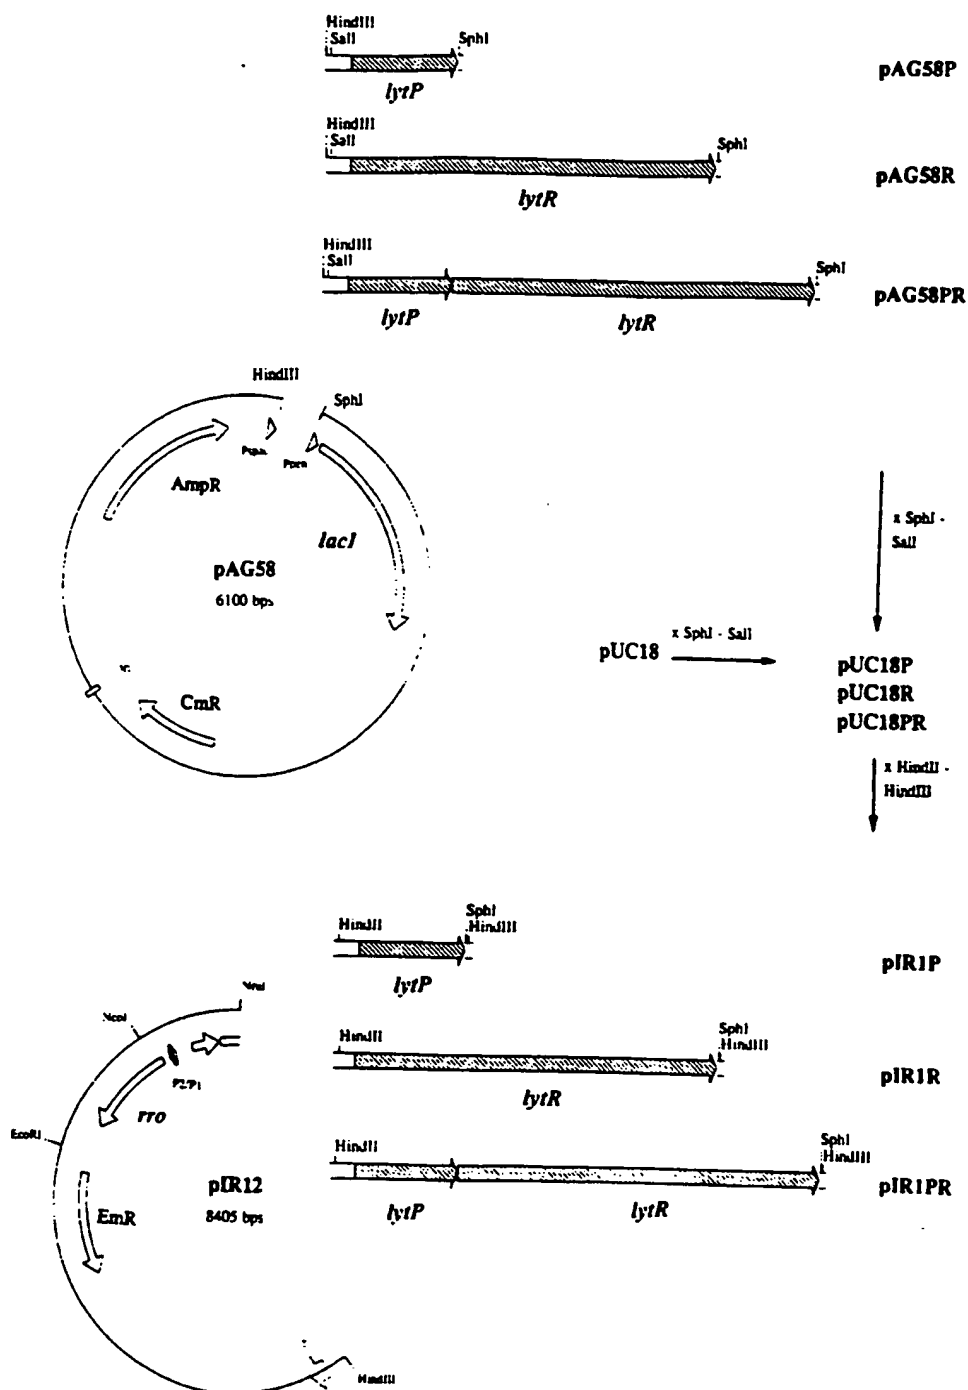 HindIII
SalI
SphI
pAG58P
lytP
HindIII
SalI
SphI
pAG58R
lytR
HindIII
SalI
SphI
pAG58PR
lytP
lytR
HindIII
SphI
AmpR
lacI
pAG58
6100 bps
CmR
x SphI -
SalI
pUC18
x SphI - SalI
pUC18P
pUC18R
pUC18PR
x HindII -
HindIII
HindII
SphI
HindIII
pIR1P
lytP
NcoI
HindII
SphI
HindIII
pIR1R
lytR
P2/P1
rro
EcoRI
HindII
SphI
HindIII
pIR1PR
lytP
lytR
pIR12
8405 bps
EmR
HindIII